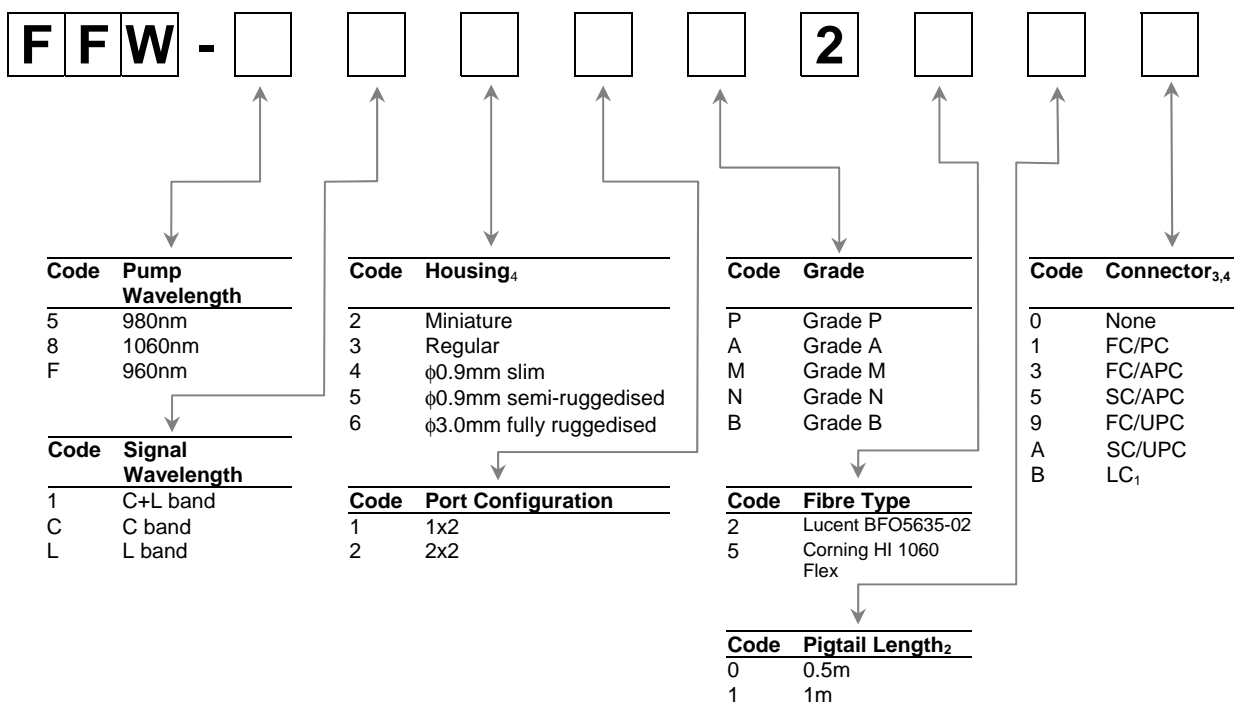 FFW - 2
Code Pump Wavelength
5 980nm
8 1060nm
F 960nm
Code Signal Wavelength
1 C+L band
C C band
L L band
Code Housing4
2 Miniature
3 Regular
4 ϕ0.9mm slim
5 ϕ0.9mm semi-ruggedised
6 ϕ3.0mm fully ruggedised
Code Port Configuration
1 1x2
2 2x2
Code Grade
P Grade P
A Grade A
M Grade M
N Grade N
B Grade B
Code Fibre Type
2 Lucent BFO5635-02
5 Corning HI 1060 Flex
Code Pigtail Length2
0 0.5m
1 1m
Code Connector3,4
0 None
1 FC/PC
3 FC/APC
5 SC/APC
9 FC/UPC
A SC/UPC
B LC1